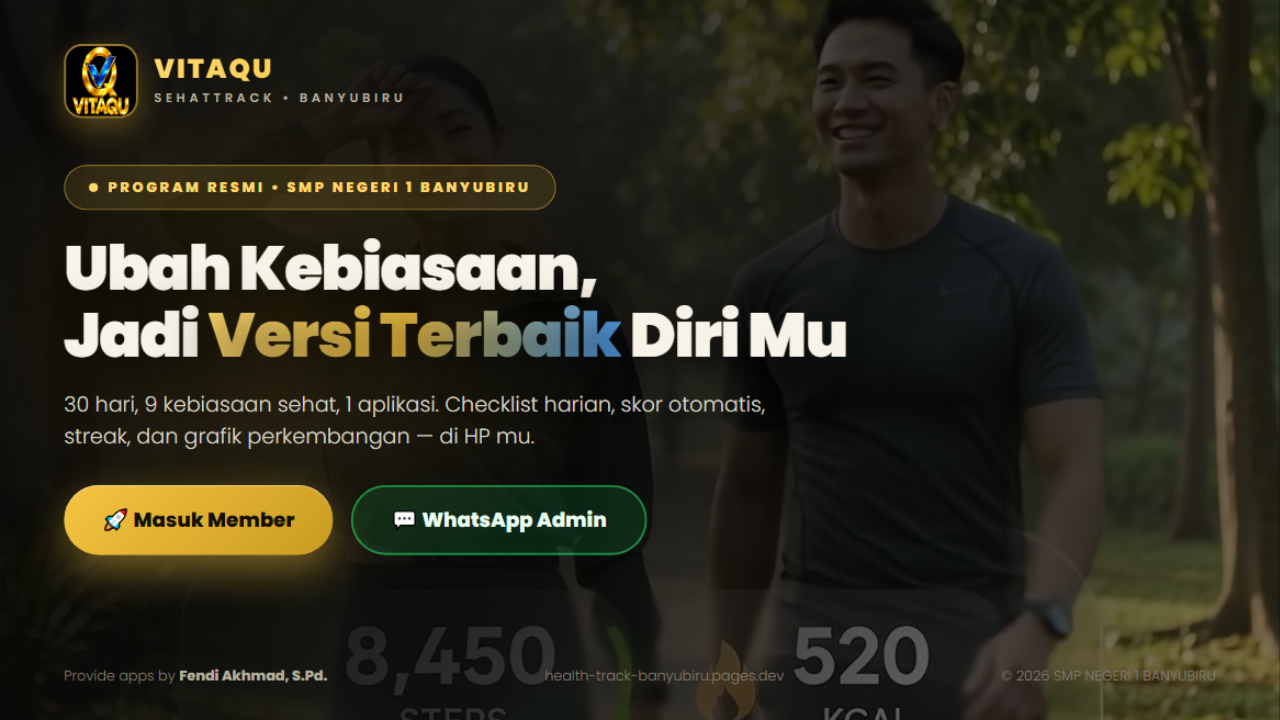 VITAQU
VITAQU
SEHATTRACK • BANYUBIRU
PROGRAM RESMI • SMP NEGERI 1 BANYUBIRU
Ubah Kebiasaan,
Jadi Versi Terbaik Diri Mu
30 hari, 9 kebiasaan sehat, 1 aplikasi. Checklist harian, skor otomatis,
streak, dan grafik perkembangan — di HP mu.
🚀 Masuk Member
💬 WhatsApp Admin
8,450
STEPS
520
KCAL
Provide apps by Fendi Akhmad, S.Pd.
health-track-banyubiru.pages.dev
© 2026 SMP NEGERI 1 BANYUBIRU